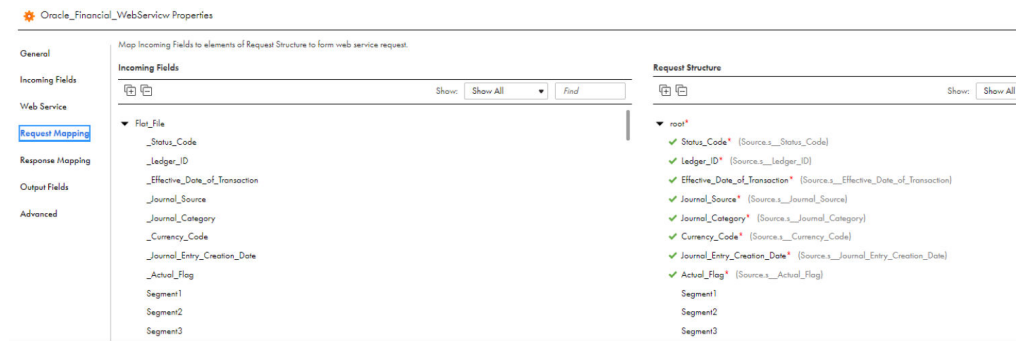 Oracle_Financial_WebServicw Properties
General
Incoming Fields
Web Service
Request Mapping
Response Mapping
Output Fields
Advanced
Map Incoming Fields to elements of Request Structure to form web service request.
Incoming Fields
Show: Show All Find
Flat_File
_Status_Code
_Ledger_ID
_Effective_Date_of_Transaction
_Journal_Source
_Journal_Category
_Currency_Code
_Journal_Entry_Creation_Date
_Actual_Flag
Segment1
Segment2
Segment3
Request Structure
Show: Show All
root*
Status_Code* (Source.s__Status_Code)
Ledger_ID* (Source.s__Ledger_ID)
Effective_Date_of_Transaction* (Source.s__Effective_Date_of_Transaction)
Journal_Source* (Source.s__Journal_Source)
Journal_Category* (Source.s__Journal_Category)
Currency_Code* (Source.s__Currency_Code)
Journal_Entry_Creation_Date* (Source.s__Journal_Entry_Creation_Date)
Actual_Flag* (Source.s__Actual_Flag)
Segment1
Segment2
Segment3